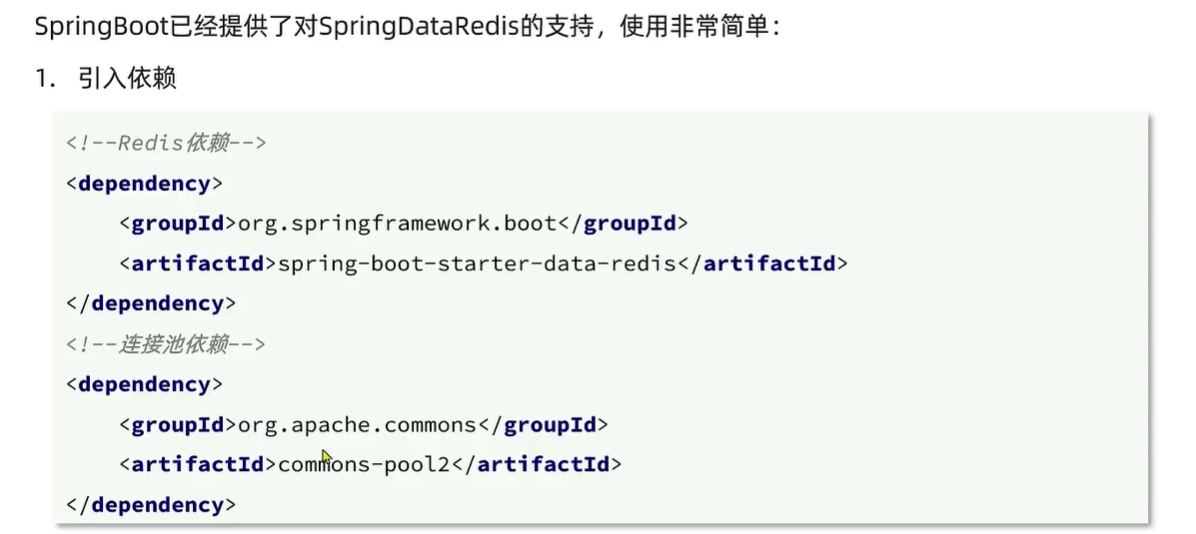 SpringBoot已经提供了对SpringDataRedis的支持，使用非常简单：
1. 引入依赖
<!--Redis依赖-->
<dependency>
    <groupId>org.springframework.boot</groupId>
    <artifactId>spring-boot-starter-data-redis</artifactId>
</dependency>
<!--连接池依赖-->
<dependency>
    <groupId>org.apache.commons</groupId>
    <artifactId>commons-pool2</artifactId>
</dependency>